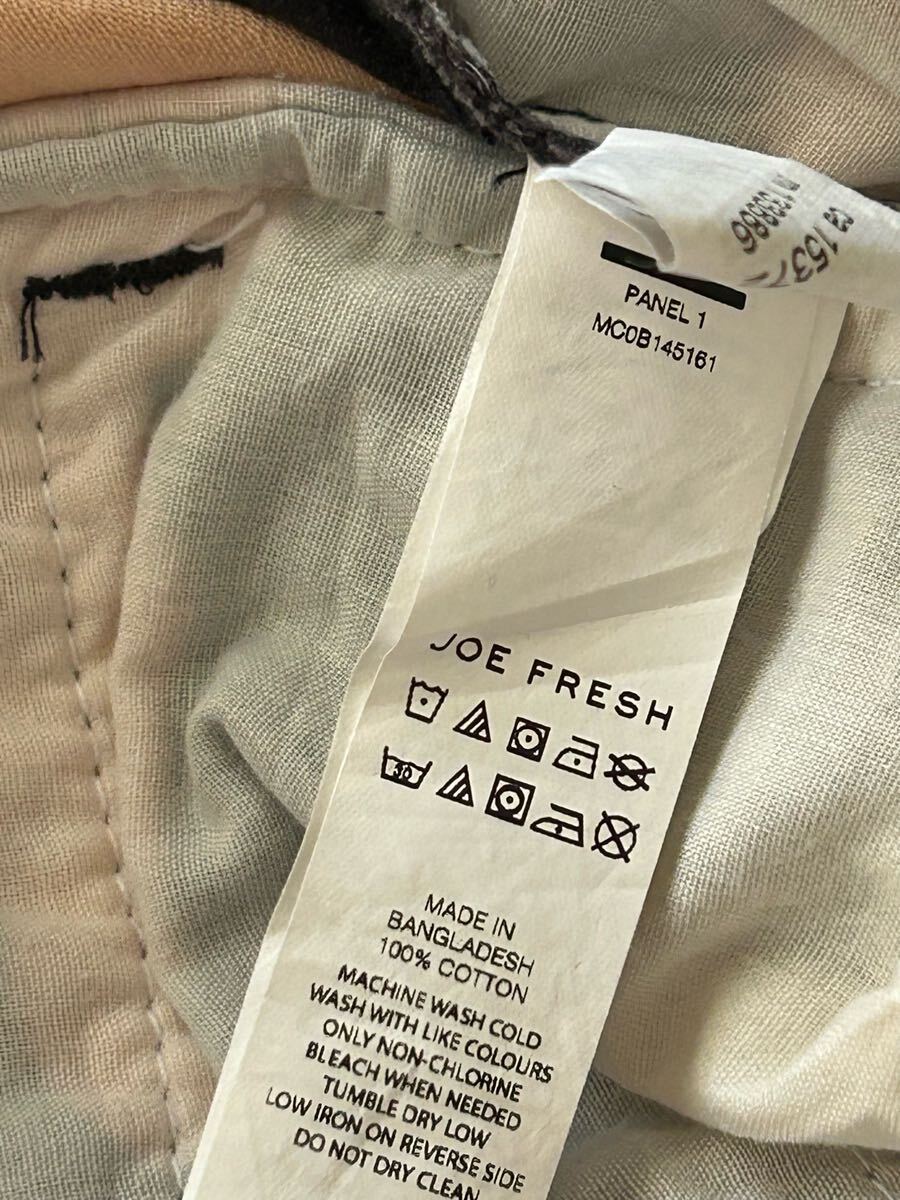 PANEL 1
MC0B145161
JOE FRESH
30
MADE IN
BANGLADESH
100% COTTON
MACHINE WASH COLD
WASH WITH LIKE COLOURS
ONLY NON-CHLORINE
BLEACH WHEN NEEDED
TUMBLE DRY LOW
LOW IRON ON REVERSE SIDE
DO NOT DRY CLEAN